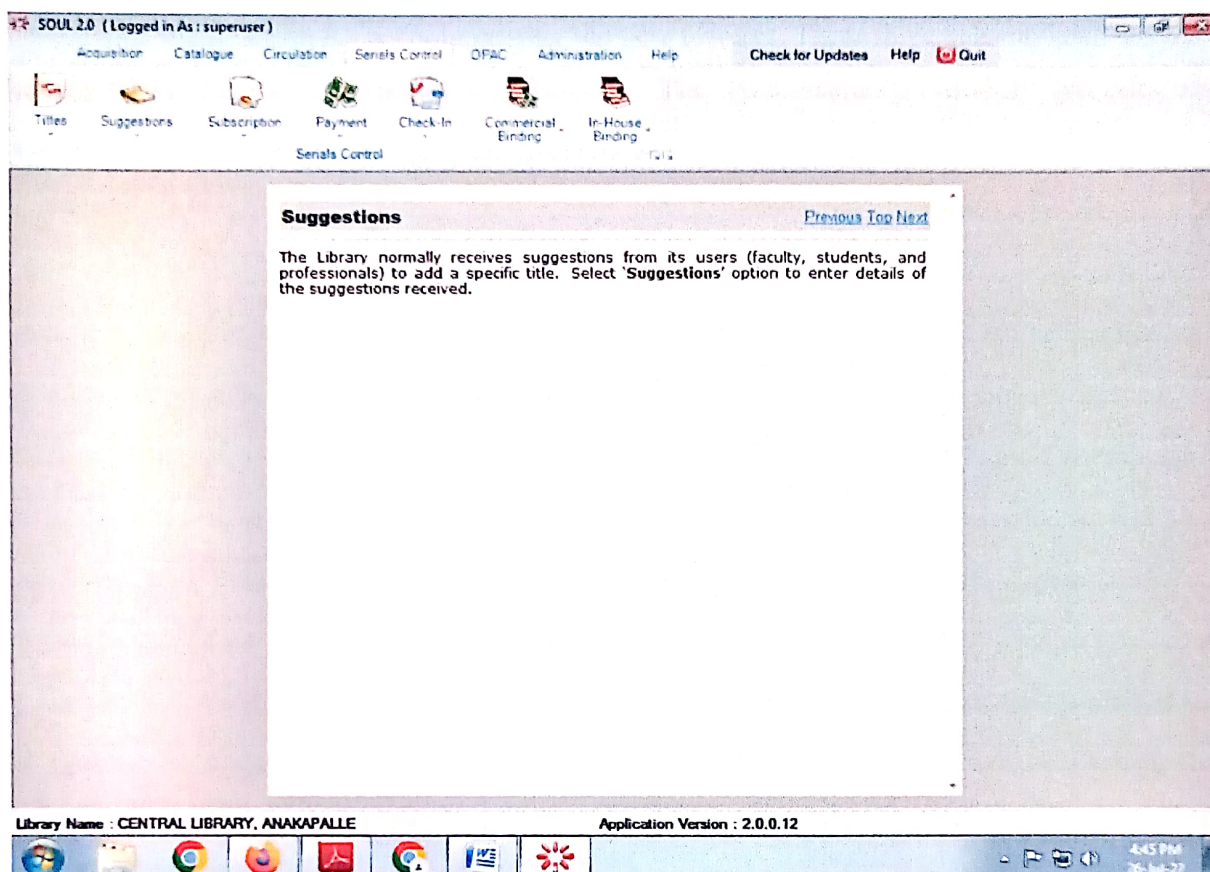 SOUL 2.0 ( Logged in As : superuser )
Acquisition Catalogue Circulation Serials Control OPAC Administration Help Check for Updates Help Quit
Titles Suggestions Subscription Payment Check-In Commercial Binding In-House Binding
Serials Control
Suggestions Previous Top Next
The Library normally receives suggestions from its users (faculty, students, and
professionals) to add a specific title. Select `Suggestions' option to enter details of
the suggestions received.
Library Name : CENTRAL LIBRARY, ANAKAPALLE Application Version : 2.0.0.12
4:45 PM